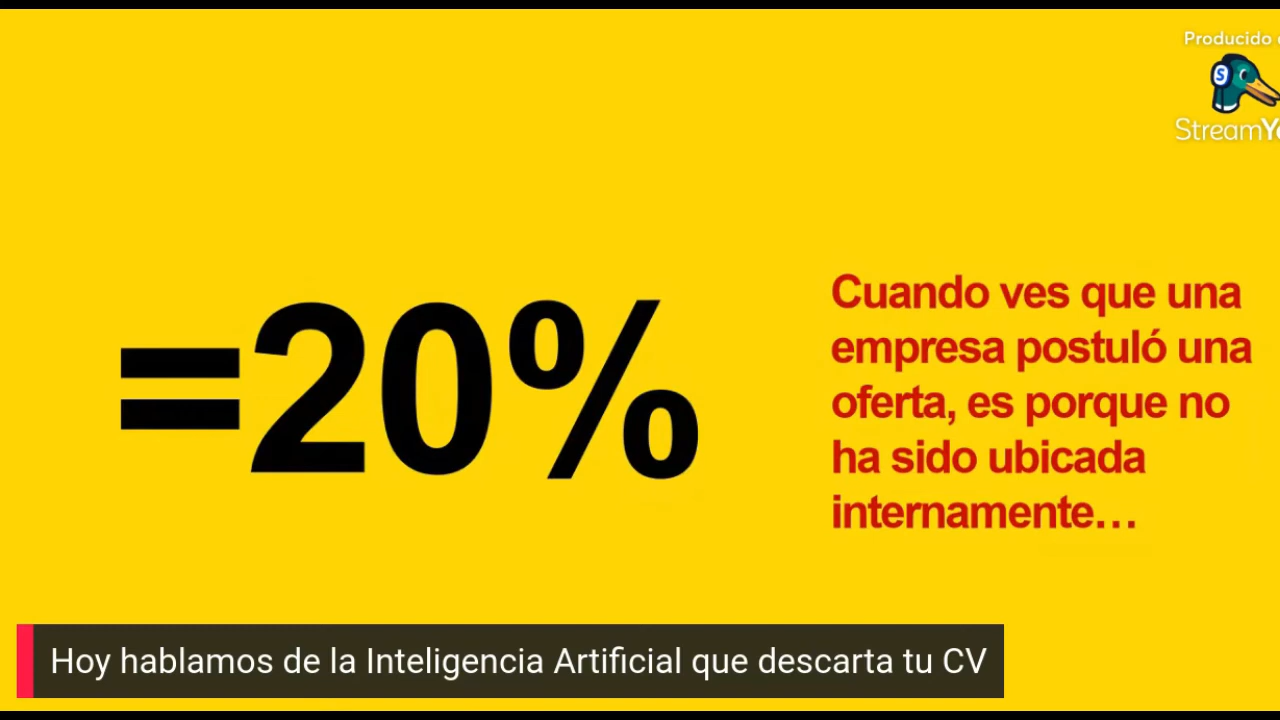 Producido
S
Stream
=20%
Cuando ves que una
empresa postuló una
oferta, es porque no
ha sido ubicada
internamente…
Hoy hablamos de la Inteligencia Artificial que descarta tu CV